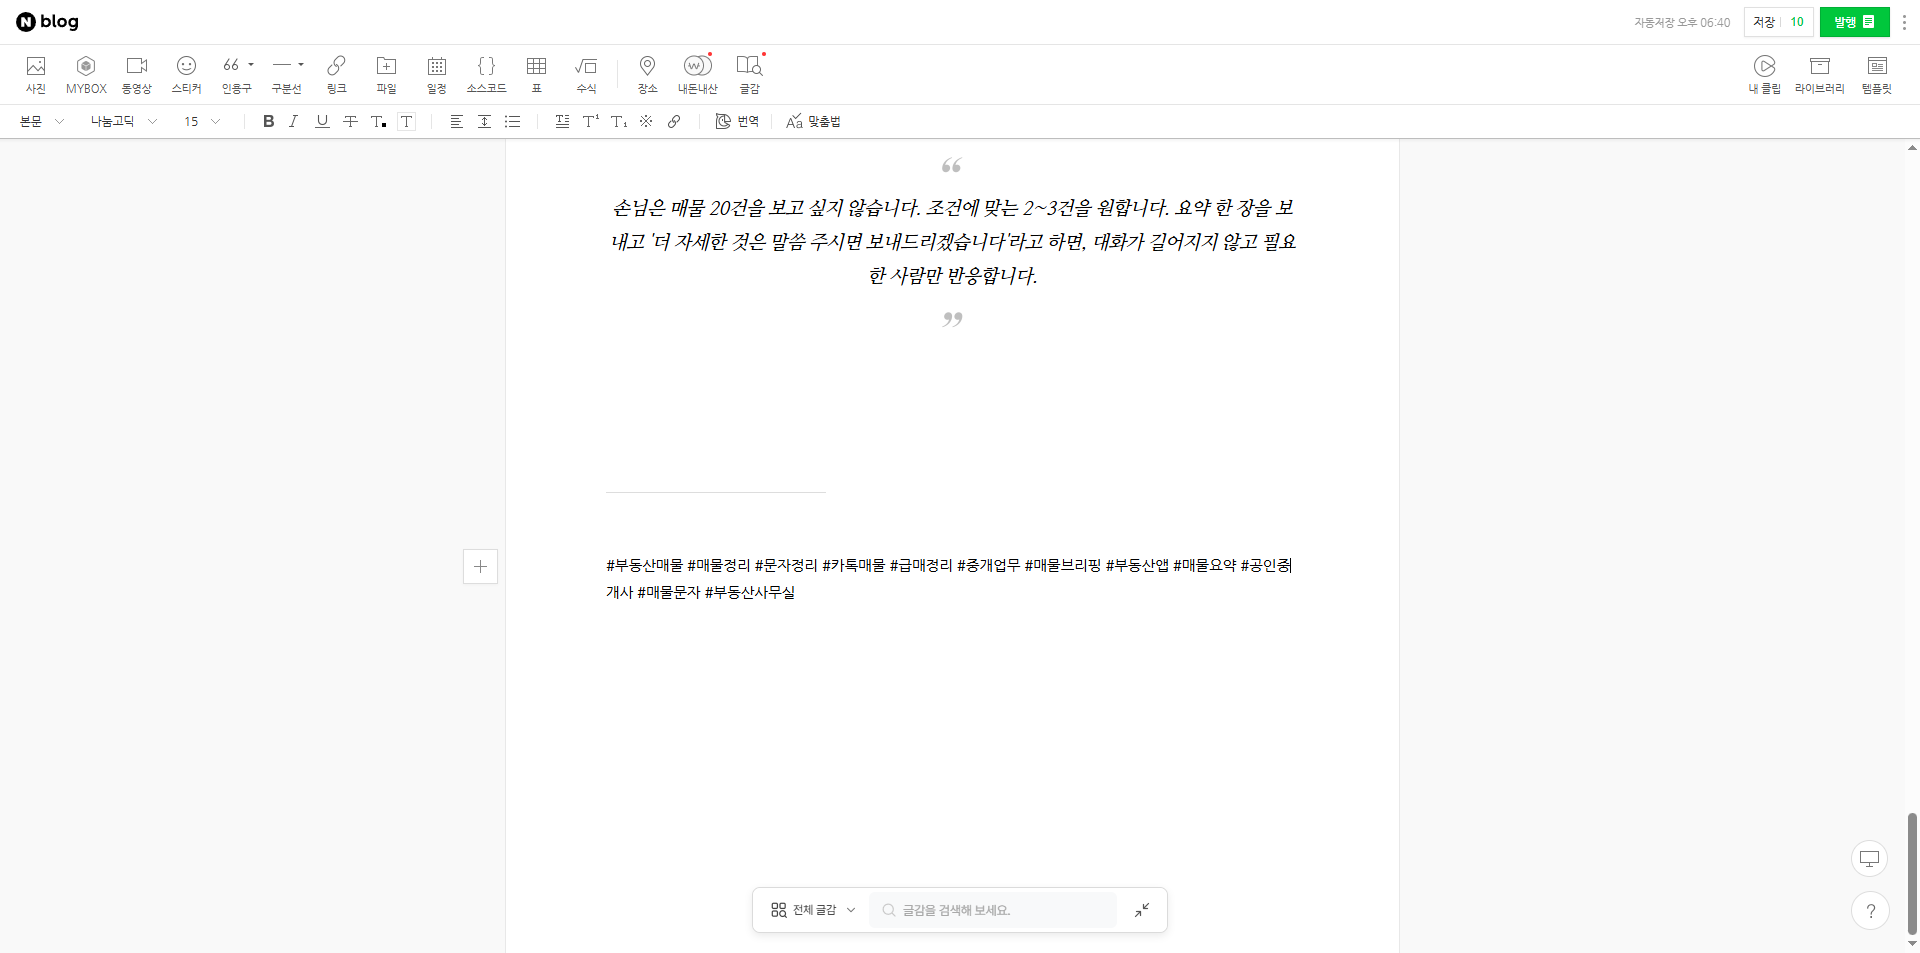 N blog
자동저장 오후 06:40
저장 10
발행
사진 MYBOX 동영상 스티커 인용구 구분선 링크 파일 일정 소스코드 표 수식 장소 내돈내산 글감 내 클립 라이브러리 템플릿
본문 나눔고딕 15 번역 맞춤법
손님은 매물 20건을 보고 싶지 않습니다. 조건에 맞는 2~3건을 원합니다. 요약 한 장을 보
내고 '더 자세한 것은 말씀 주시면 보내드리겠습니다'라고 하면, 대화가 길어지지 않고 필요
한 사람만 반응합니다.
#부동산매물 #매물정리 #문자정리 #카톡매물 #급매정리 #중개업무 #매물브리핑 #부동산앱 #매물요약 #공인중
개사 #매물문자 #부동산사무실
전체 글감 글감을 검색해 보세요.